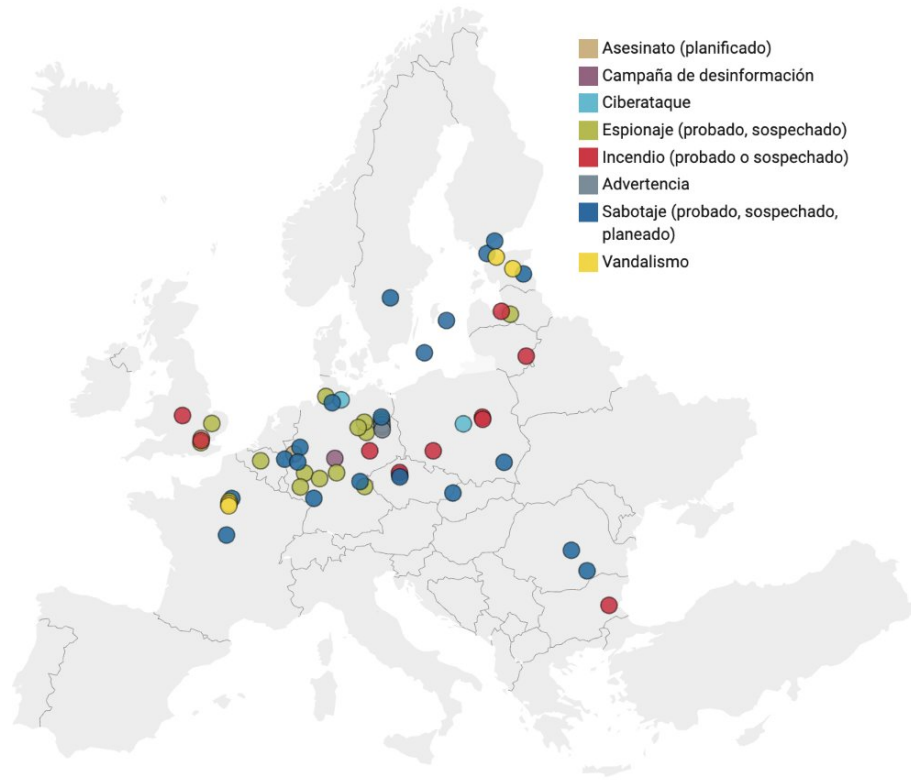 Asesinato (planificado)
Campaña de desinformación
Ciberataque
Espionaje (probado, sospechado)
Incendio (probado o sospechado)
Advertencia
Sabotaje (probado, sospechado,
planeado)
Vandalismo